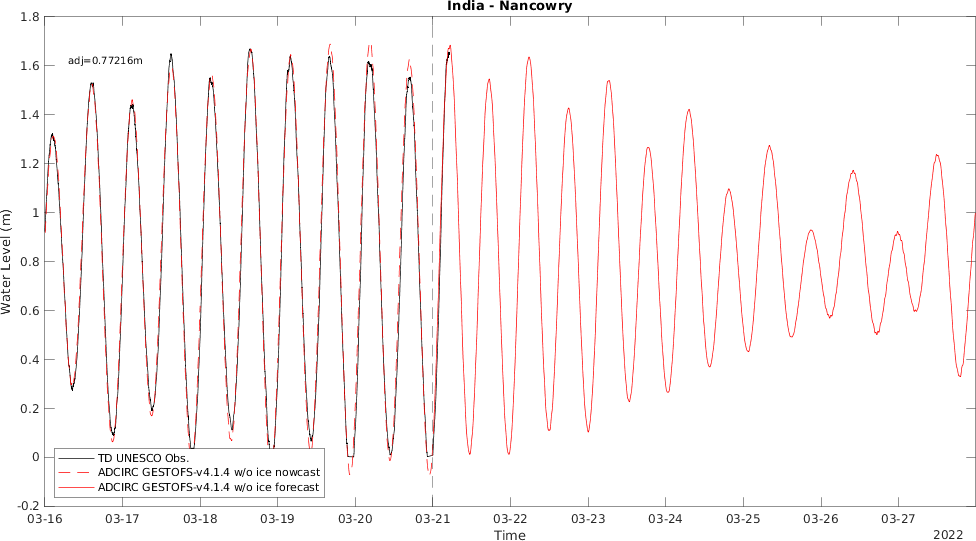 India - Nancowry
1.8
1.6
1.4
1.2
1
0.8
0.6
0.4
0.2
0
-0.2
Water Level (m)
adj=0.77216m
TD UNESCO Obs.
ADCIRC GESTOFS-v4.1.4 w/o ice nowcast
ADCIRC GESTOFS-v4.1.4 w/o ice forecast
03-16 03-17 03-18 03-19 03-20 03-21 03-22 03-23 03-24 03-25 03-26 03-27
Time
2022